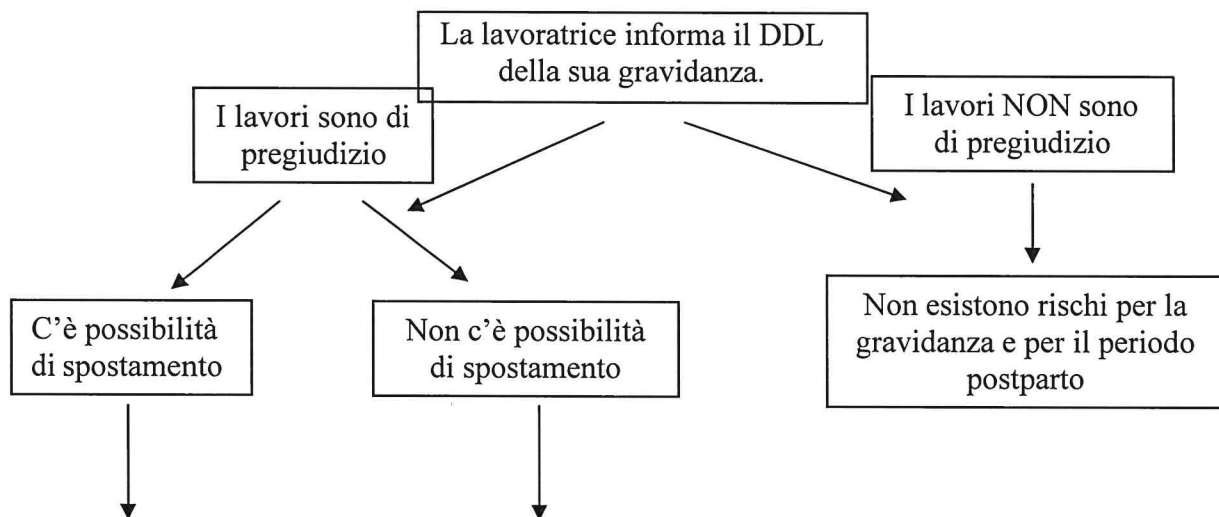 La lavoratrice informa il DDL
della sua gravidanza.
I lavori sono di
pregiudizio
I lavori NON sono
di pregiudizio
C'è possibilità
di spostamento
Non c'è possibilità
di spostamento
Non esistono rischi per la
gravidanza e per il periodo
postparto